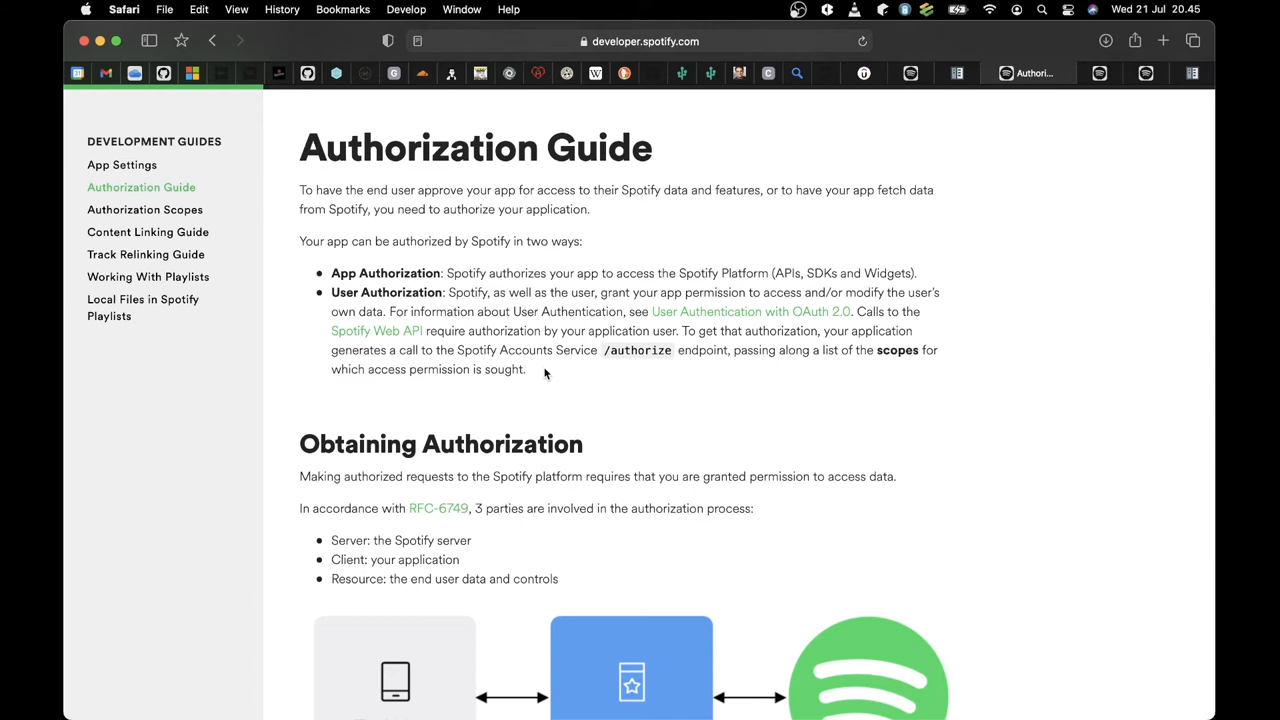 Safari File Edit View History Bookmarks Develop Window Help Wed 21 Jul 20.45
developer.spotify.com
Authori...
DEVELOPMENT GUIDES
App Settings
Authorization Guide
Authorization Scopes
Content Linking Guide
Track Relinking Guide
Working With Playlists
Local Files in Spotify
Playlists
Authorization Guide
To have the end user approve your app for access to their Spotify data and features, or to have your app fetch data
from Spotify, you need to authorize your application.
Your app can be authorized by Spotify in two ways:
App Authorization: Spotify authorizes your app to access the Spotify Platform (APIs, SDKs and Widgets).
User Authorization: Spotify, as well as the user, grant your app permission to access and/or modify the user's
own data. For information about User Authentication, see User Authentication with OAuth 2.0. Calls to the
Spotify Web API require authorization by your application user. To get that authorization, your application
generates a call to the Spotify Accounts Service /authorize endpoint, passing along a list of the scopes for
which access permission is sought.
Obtaining Authorization
Making authorized requests to the Spotify platform requires that you are granted permission to access data.
In accordance with RFC-6749, 3 parties are involved in the authorization process:
Server: the Spotify server
Client: your application
Resource: the end user data and controls